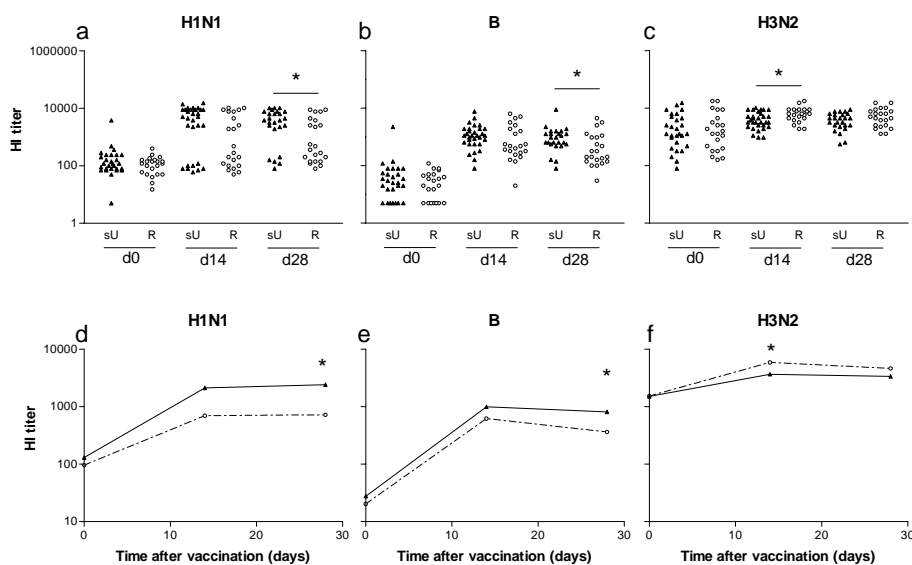 H1N1 B H3N2
a b c
1000000
10000
100
1
HI titer
* * *
sU R sU R sU R sU R sU R sU R sU R sU R sU R
d0 d14 d28 d0 d14 d28 d0 d14 d28
H1N1 B H3N2
d e f
10000
1000
100
10
HI titer
* * *
0 10 20 30 0 10 20 30 0 10 20 30
Time after vaccination (days) Time after vaccination (days) Time after vaccination (days)